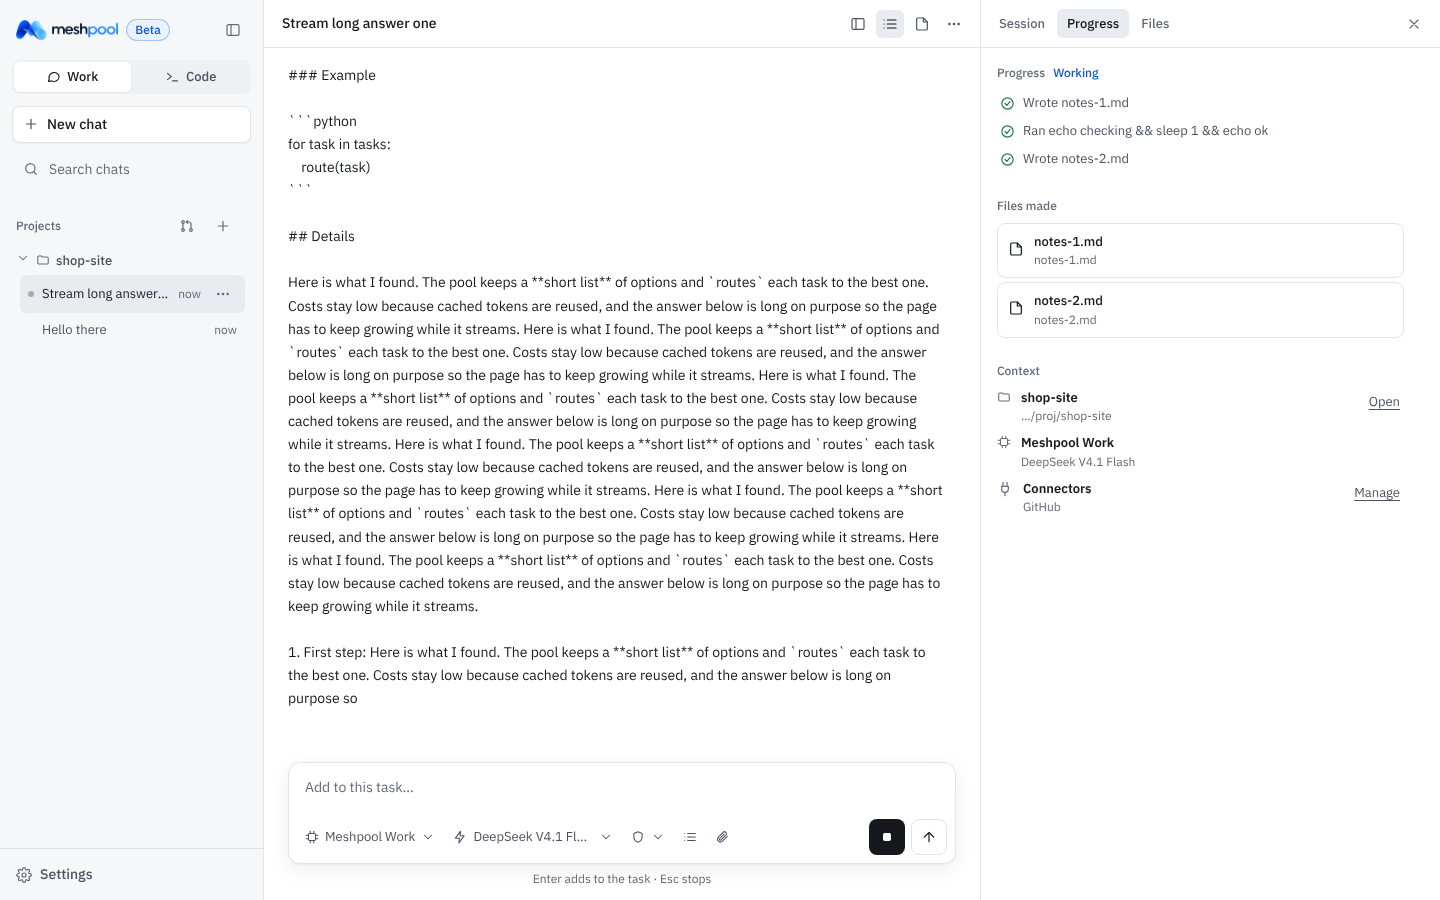 meshpool Beta
Work
Code
New chat
Search chats
Projects
shop-site
Stream long answer... now
Hello there now
Settings
Stream long answer one
### Example
```python
for task in tasks:
    route(task)
```
## Details
Here is what I found. The pool keeps a **short list** of options and `routes` each task to the best one.
Costs stay low because cached tokens are reused, and the answer below is long on purpose so the page
has to keep growing while it streams. Here is what I found. The pool keeps a **short list** of options and
`routes` each task to the best one. Costs stay low because cached tokens are reused, and the answer
below is long on purpose so the page has to keep growing while it streams. Here is what I found. The
pool keeps a **short list** of options and `routes` each task to the best one. Costs stay low because
cached tokens are reused, and the answer below is long on purpose so the page has to keep growing
while it streams. Here is what I found. The pool keeps a **short list** of options and `routes` each task
to the best one. Costs stay low because cached tokens are reused, and the answer below is long on
purpose so the page has to keep growing while it streams. Here is what I found. The pool keeps a **short
list** of options and `routes` each task to the best one. Costs stay low because cached tokens are
reused, and the answer below is long on purpose so the page has to keep growing while it streams. Here
is what I found. The pool keeps a **short list** of options and `routes` each task to the best one. Costs
stay low because cached tokens are reused, and the answer below is long on purpose so the page has to
keep growing while it streams.
1. First step: Here is what I found. The pool keeps a **short list** of options and `routes` each task to
the best one. Costs stay low because cached tokens are reused, and the answer below is long on
purpose so
Add to this task...
Meshpool Work
DeepSeek V4.1 Fl...
Enter adds to the task · Esc stops
Session Progress Files
Progress Working
Wrote notes-1.md
Ran echo checking && sleep 1 && echo ok
Wrote notes-2.md
Files made
notes-1.md
notes-1.md
notes-2.md
notes-2.md
Context
shop-site
.../proj/shop-site
Open
Meshpool Work
DeepSeek V4.1 Flash
Connectors
GitHub
Manage